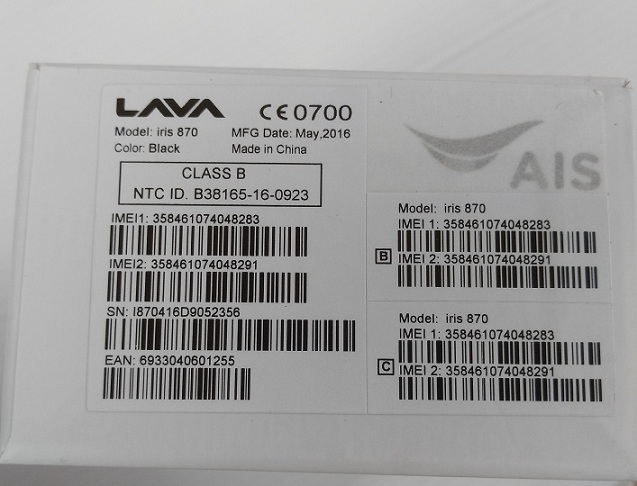 LAVA
CE0700
Model: iris 870
MFG Date: May,2016
Color: Black
Made in China
CLASS B
NTC ID. B38165-16-0923
IMEI1: 358461074048283
IMEI2: 358461074048291
SN: I870416D9052356
EAN: 6933040601255
AIS
Model: iris 870
IMEI 1: 358461074048283
B
IMEI 2: 358461074048291
Model: iris 870
IMEI 1: 358461074048283
C
IMEI 2: 358461074048291